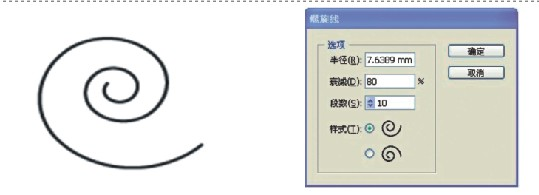 螺旋线
选项
半径(R): 7.6389 mm
确定
衰减(D): 80 %
取消
段数(S): 10
样式(T):